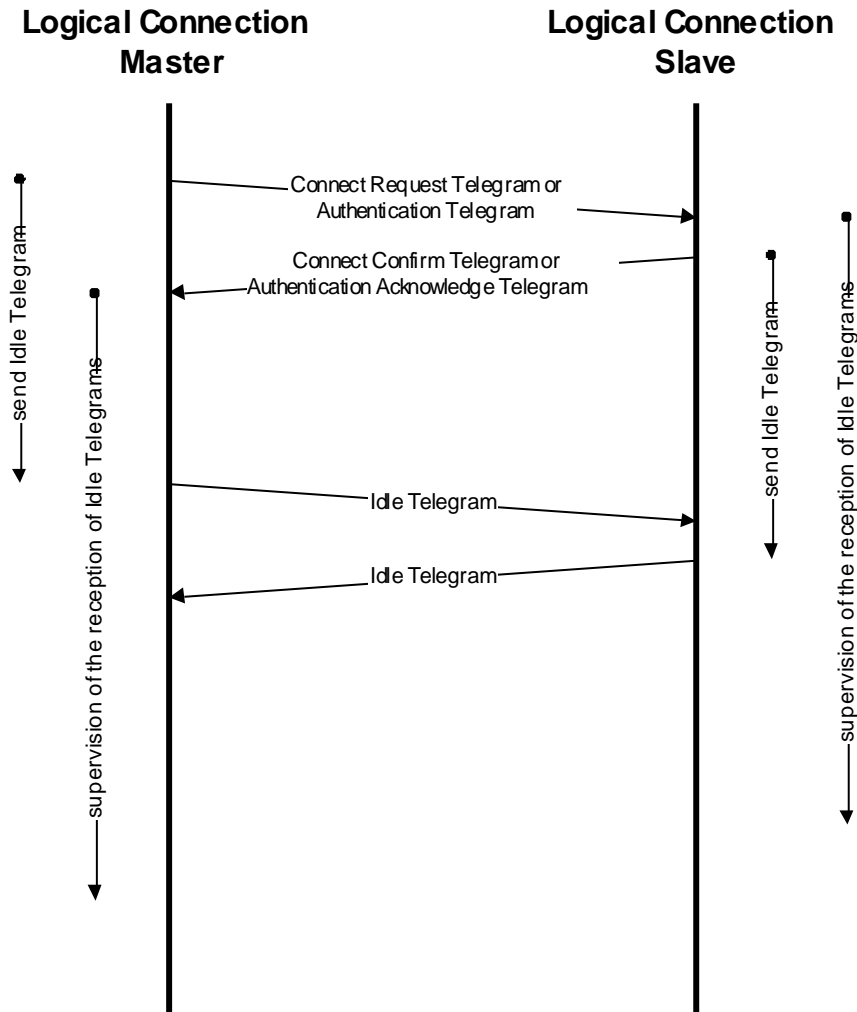 Logical Connection
Master
Logical Connection
Slave
Connect Request Telegram or
Authentication Telegram
Connect Confirm Telegram or
Authentication Acknowledge Telegram
send Idle Telegram
supervision of the reception of Idle Telegrams
send Idle Telegram
supervision of the reception of Idle Telegrams
Idle Telegram
Idle Telegram